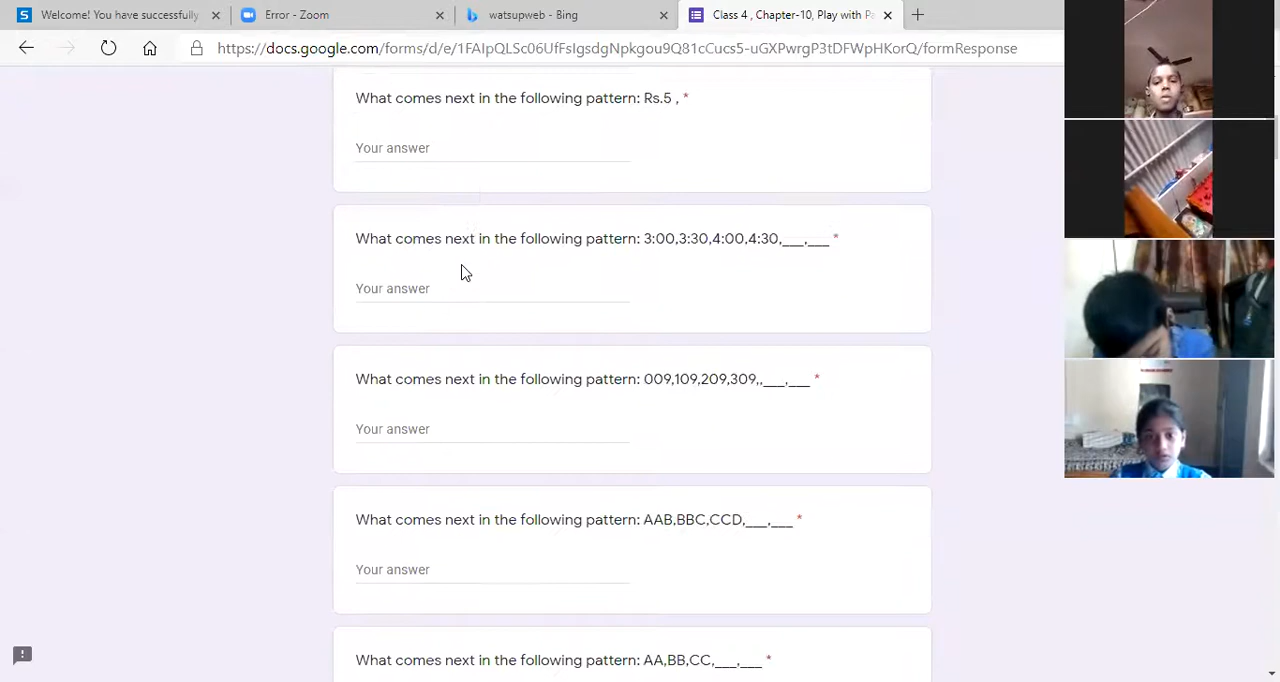 Welcome! You have successfully
Error - Zoom
watsupweb - Bing
Class 4 , Chapter-10, Play with Pa
https://docs.google.com/forms/d/e/1FAIpQLSc06UfFsIgsdgNpkgou9Q81cCucs5-uGXPwrgP3tDFWpHKorQ/formResponse
What comes next in the following pattern: Rs.5 , *
Your answer
What comes next in the following pattern: 3:00,3:30,4:00,4:30,___,___ *
Your answer
What comes next in the following pattern: 009,109,209,309,,___,___ *
Your answer
What comes next in the following pattern: AAB,BBC,CCD,___,___ *
Your answer
What comes next in the following pattern: AA,BB,CC,___,___ *